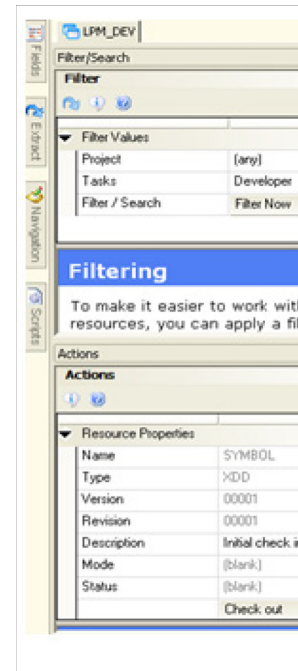 LPM_DEV
Fields
Extract
Navigation
Scripts
Filter/Search
Filter
Filter Values
Project (any)
Tasks Developer
Filter / Search Filter Now
Filtering
To make it easier to work wit
resources, you can apply a fil
Actions
Actions
Resource Properties
Name SYMBOL
Type XDD
Version 00001
Revision 00001
Description Initial check i
Mode (blank)
Status (blank)
Check out